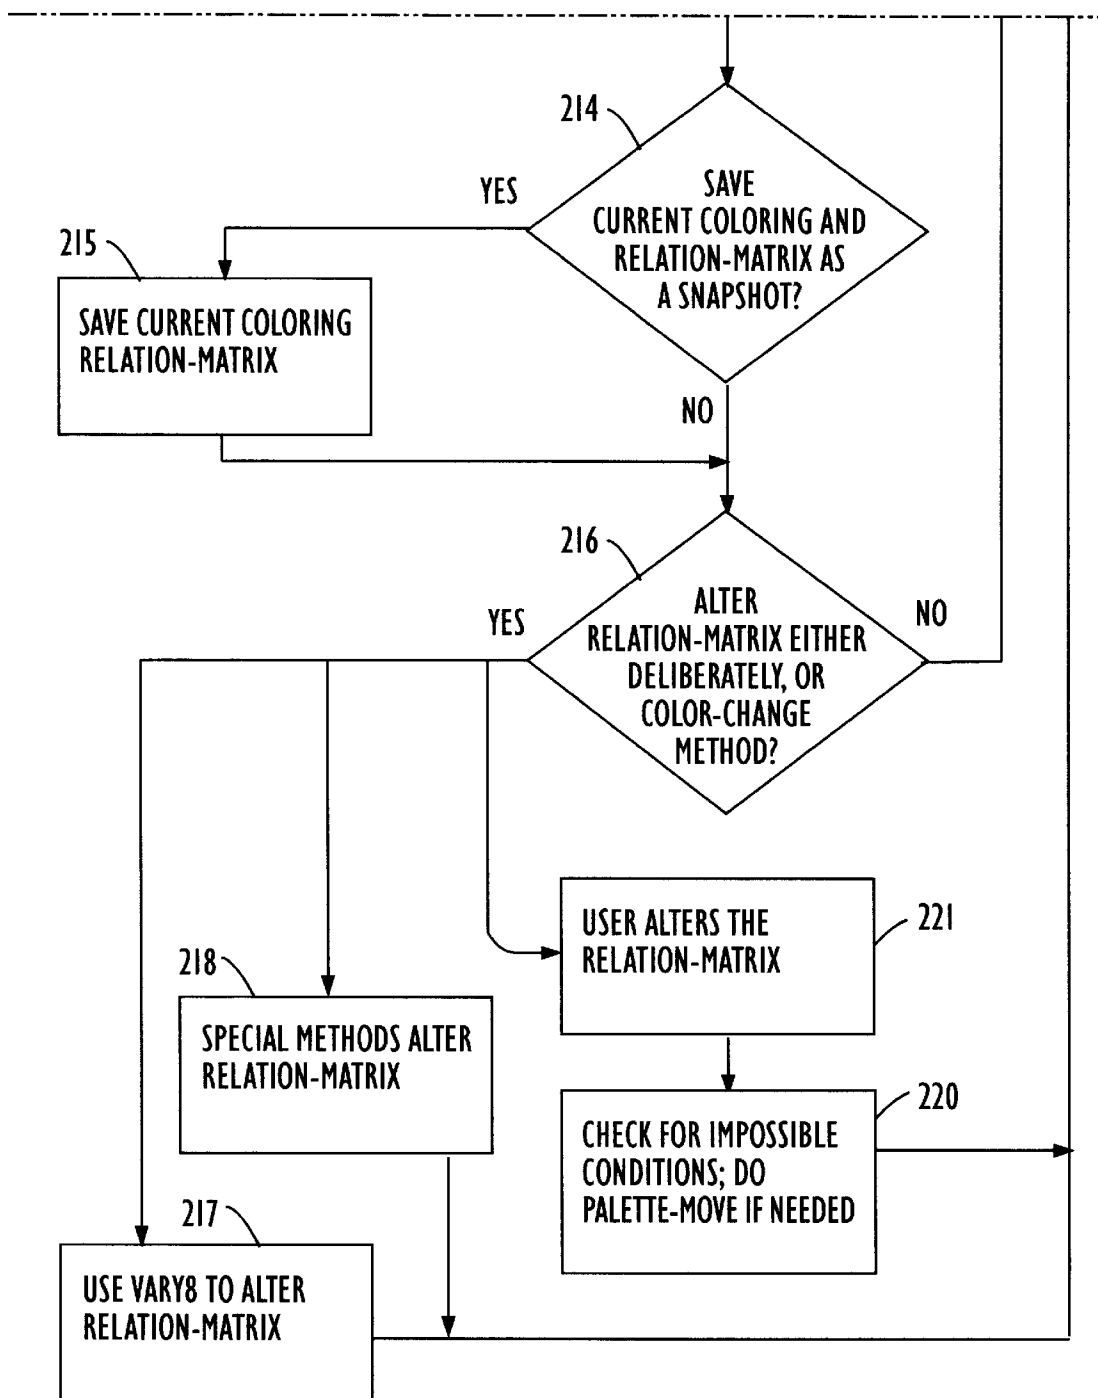 214
YES
SAVE
CURRENT COLORING AND
RELATION-MATRIX AS
A SNAPSHOT?
215
SAVE CURRENT COLORING
RELATION-MATRIX
NO
216
YES
ALTER
RELATION-MATRIX EITHER
DELIBERATELY, OR
COLOR-CHANGE
METHOD?
NO
USER ALTERS THE
RELATION-MATRIX
221
218
SPECIAL METHODS ALTER
RELATION-MATRIX
220
CHECK FOR IMPOSSIBLE
CONDITIONS; DO
PALETTE-MOVE IF NEEDED
217
USE VARY8 TO ALTER
RELATION-MATRIX